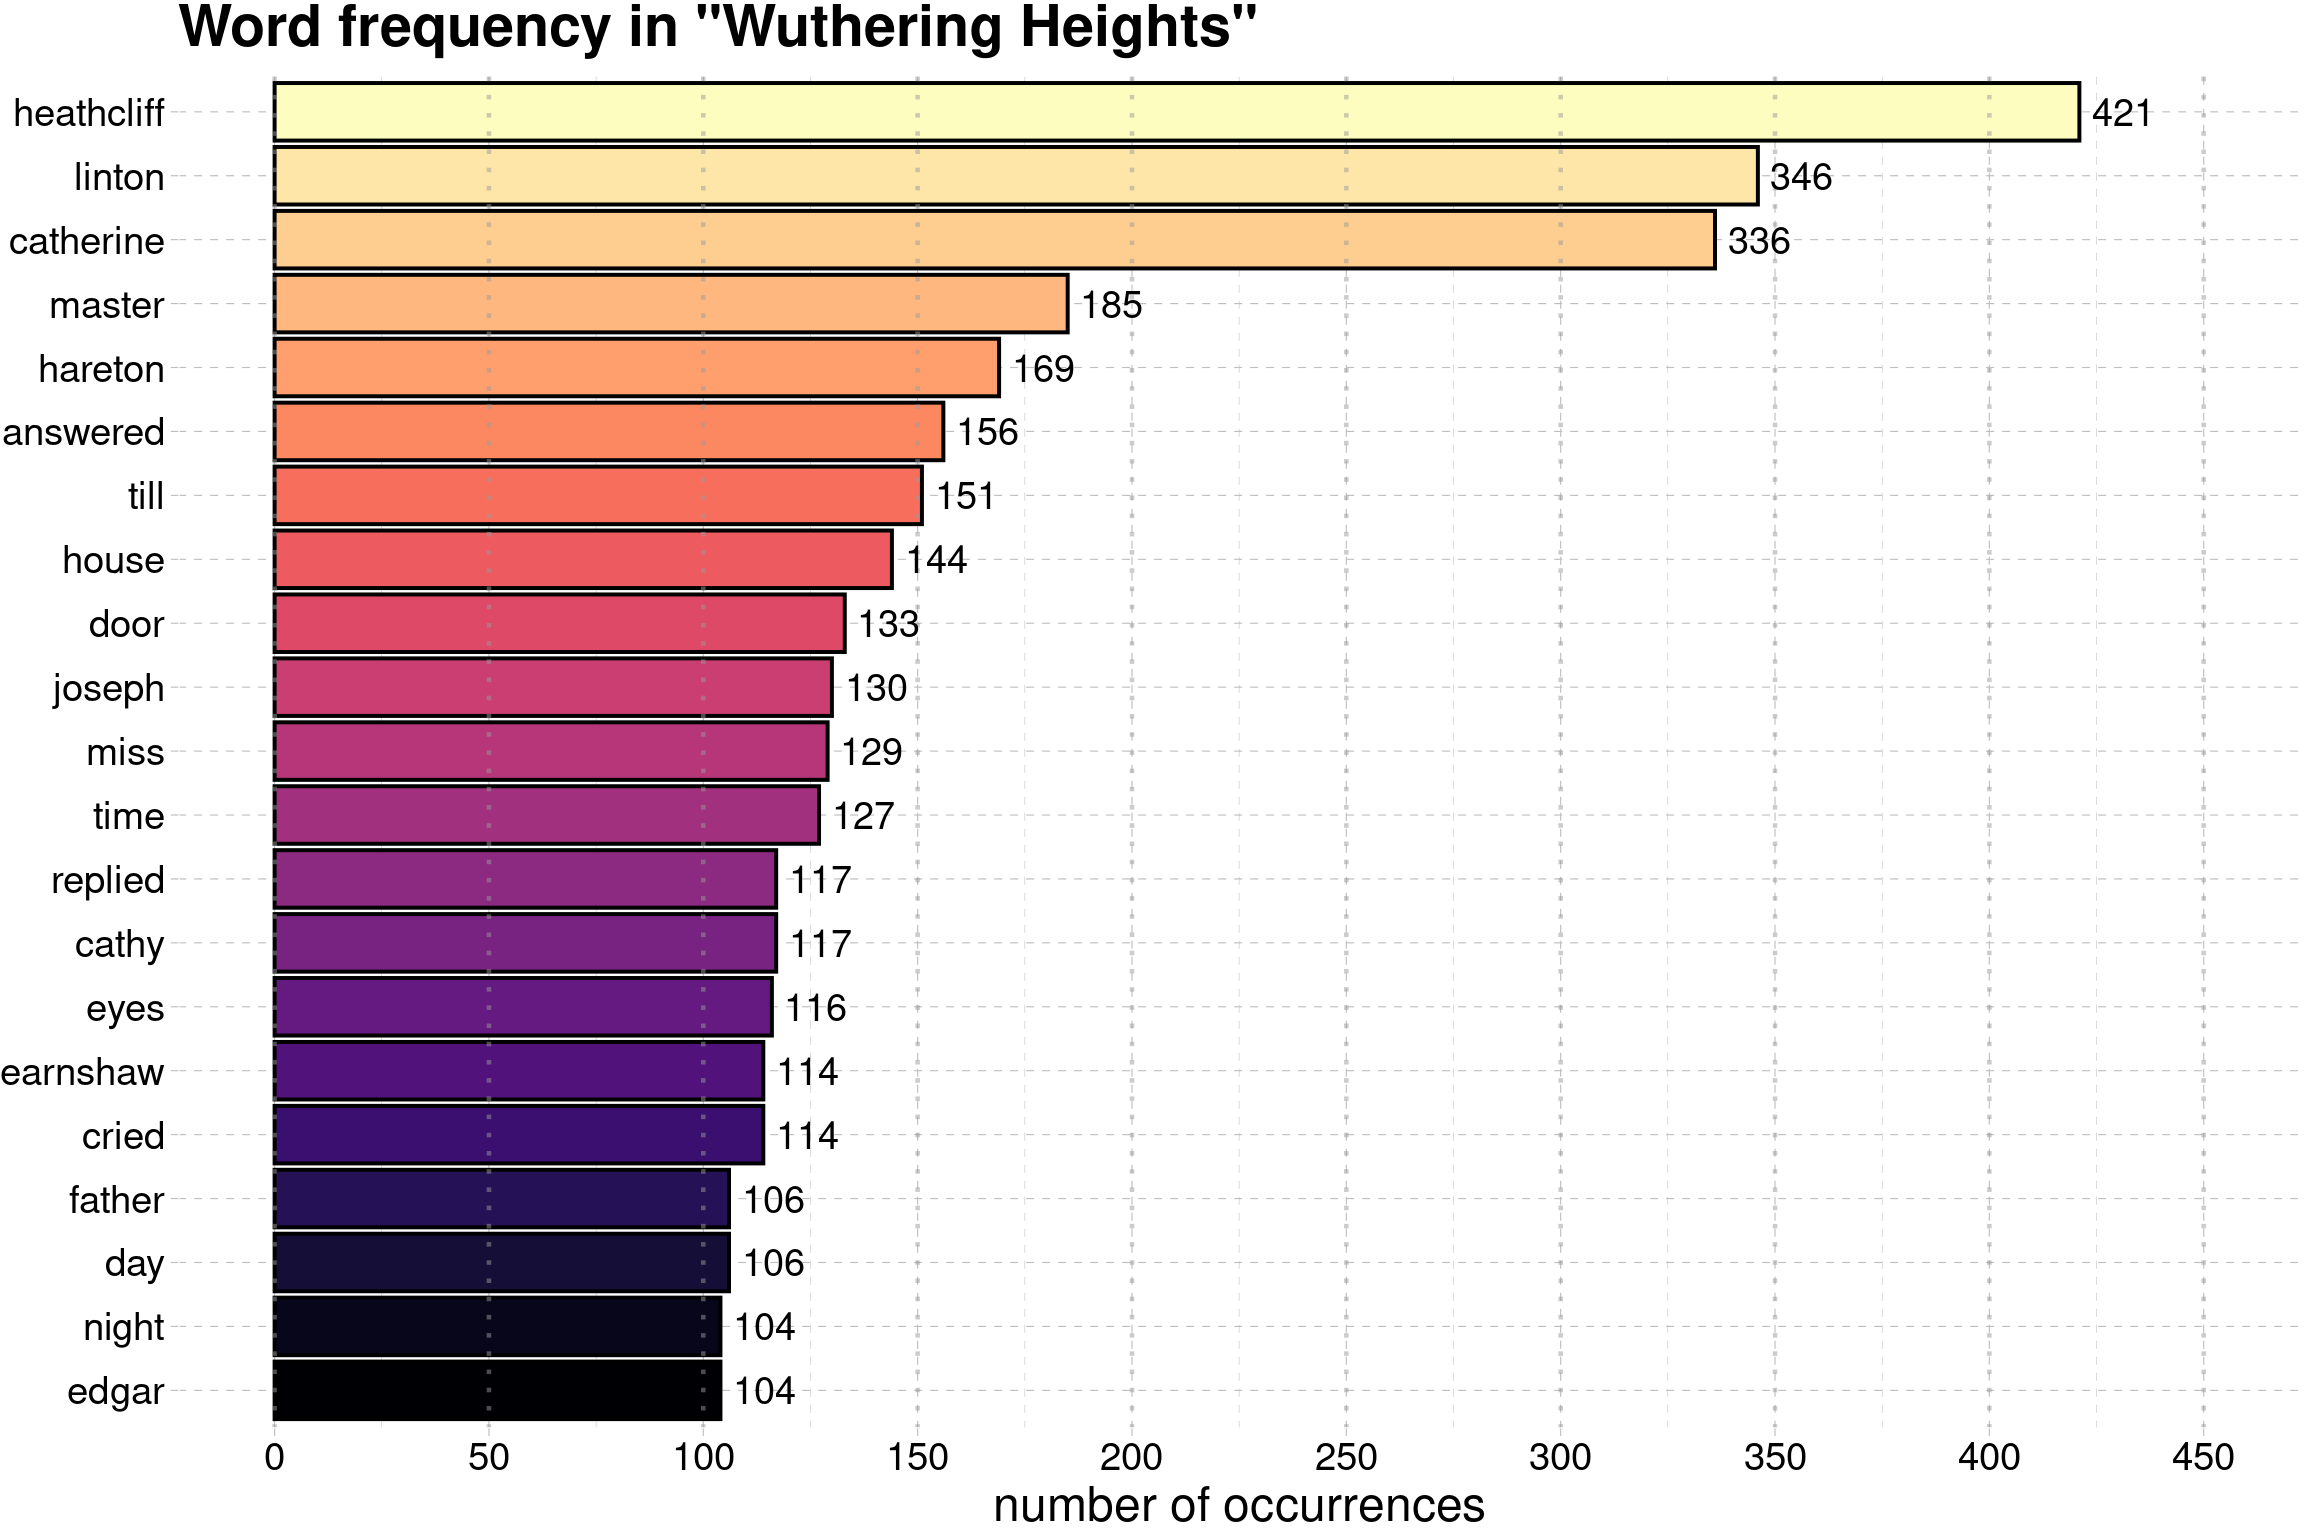 Word frequency in "Wuthering Heights"
heathcliff 421
linton 346
catherine 336
master 185
hareton 169
answered 156
till 151
house 144
door 133
joseph 130
miss 129
time 127
replied 117
cathy 117
eyes 116
earnshaw 114
cried 114
father 106
day 106
night 104
edgar 104
0 50 100 150 200 250 300 350 400 450
number of occurrences